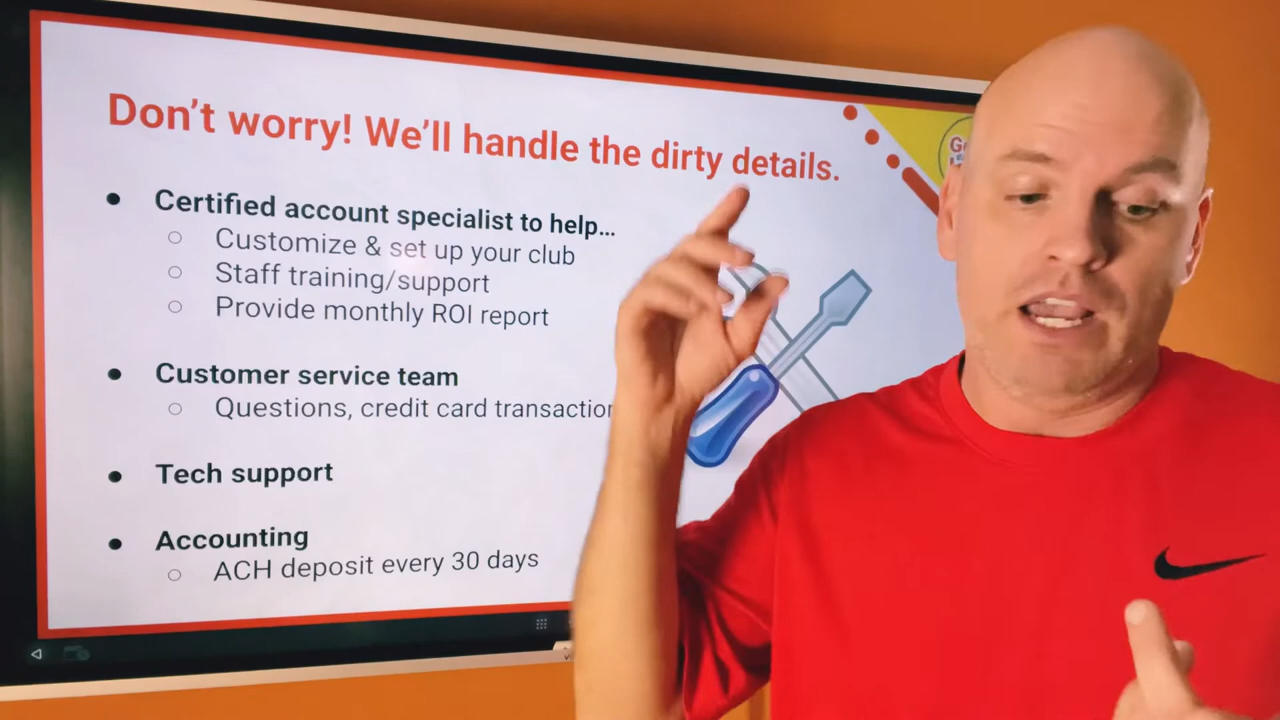 Don't worry! We'll handle the dirty details.
Certified account specialist to help...
Customize & set up your club
Staff training/support
Provide monthly ROI report
Customer service team
Questions, credit card
Tech support
Accounting
ACH deposit every 30 days